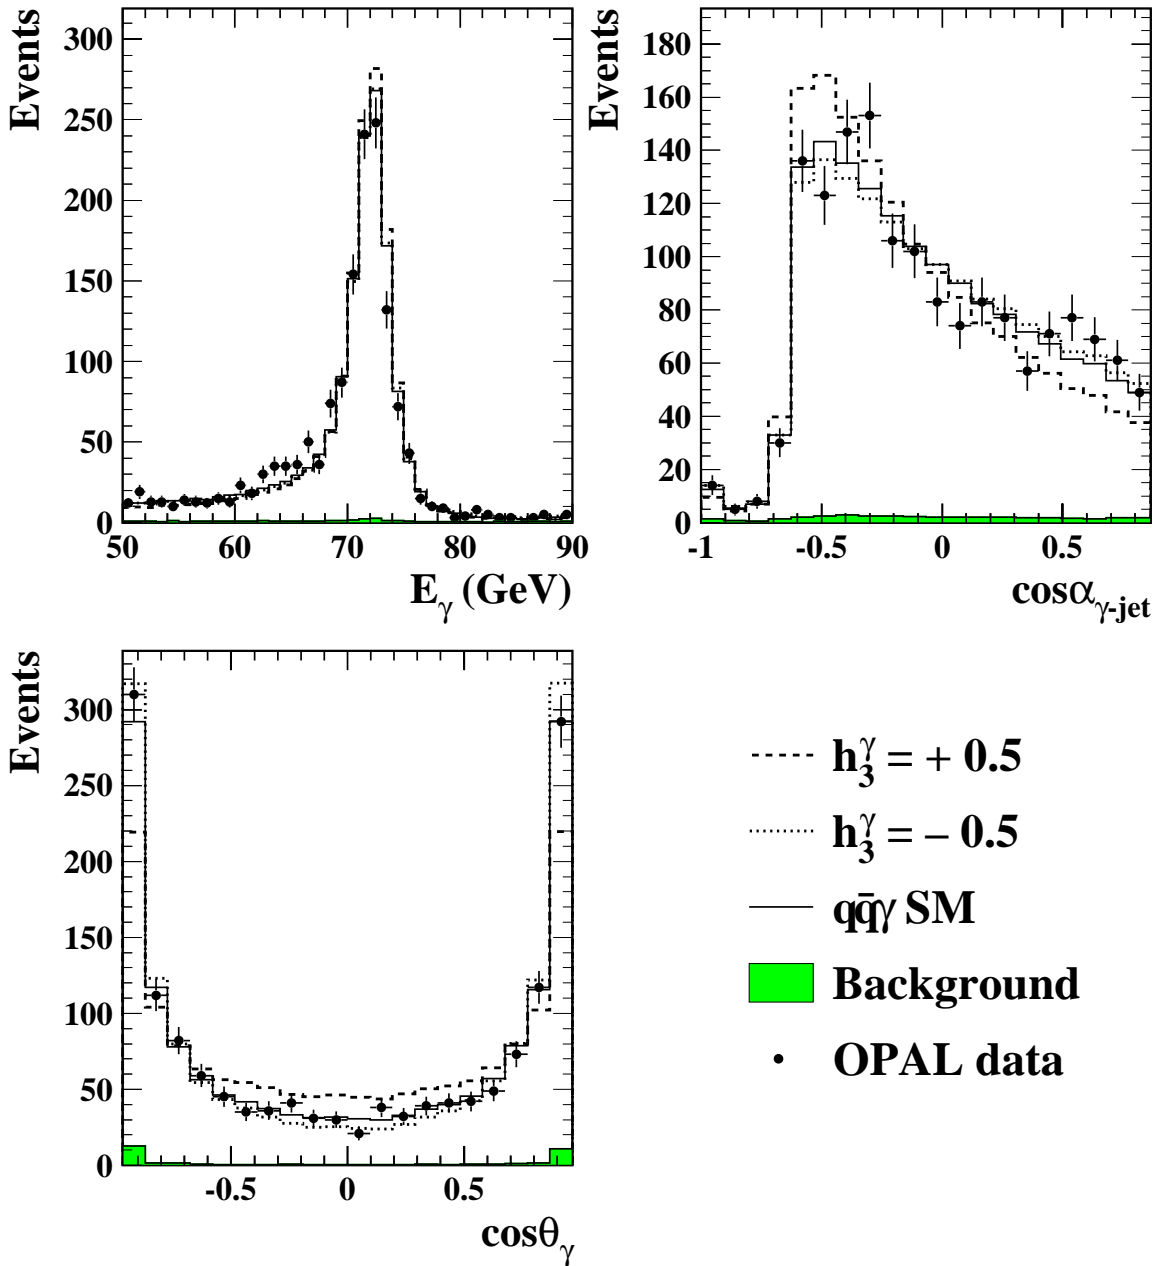 Events
300
250
200
150
100
50
0
50 60 70 80 90
E_γ (GeV)
Events
180
160
140
120
100
80
60
40
20
0
-1 -0.5 0 0.5
cosα_γ-jet
Events
300
250
200
150
100
50
0
-0.5 0 0.5
cosθ_γ
h₃^γ = + 0.5
h₃^γ = – 0.5
qq̄γ SM
Background
OPAL data